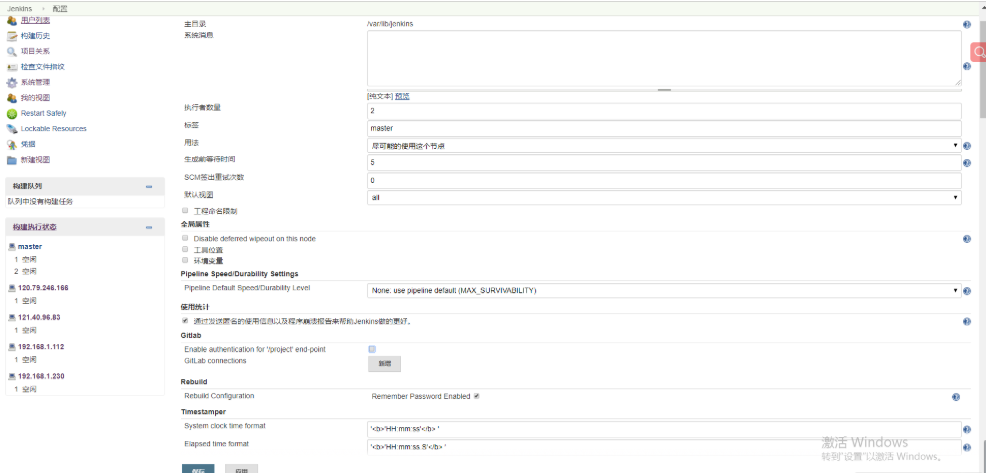 Jenkins 配置
用户列表
构建历史
项目关系
检查文件指纹
系统管理
我的视图
Restart Safely
Lockable Resources
凭据
新建视图
构建队列
队列中没有构建任务
构建执行状态
master
1 空闲
2 空闲
120.79.246.166
1 空闲
121.40.96.83
1 空闲
192.168.1.112
1 空闲
192.168.1.230
1 空闲
主目录 /var/lib/jenkins
系统消息
[纯文本] 预览
执行者数量 2
标签 master
用法 尽可能的使用这个节点
生成前等待时间 5
SCM签出重试次数 0
默认视图 all
工程命名限制
全局属性
Disable deferred wipeout on this node
工具位置
环境变量
Pipeline Speed/Durability Settings
Pipeline Default Speed/Durability Level None: use pipeline default (MAX_SURVIVABILITY)
使用统计
通过发送匿名的使用信息以及程序崩溃报告来帮助Jenkins做的更好。
Gitlab
Enable authentication for '/project' end-point
GitLab connections 新增
Rebuild
Rebuild Configuration Remember Password Enabled
Timestamper
System clock time format '<b>'HH:mm:ss'</b> '
Elapsed time format '<b>'HH:mm:ss.S'</b> '
保存 应用
激活 Windows
转到"设置"以激活 Windows。